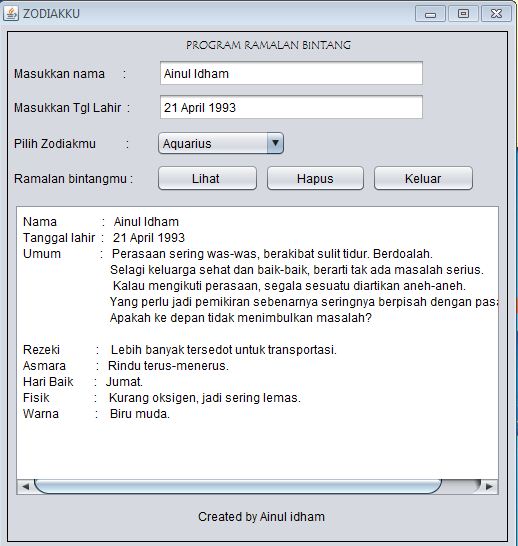 ZODIAKKU
PROGRAM RAMALAN BINTANG
Masukkan nama : Ainul Idham
Masukkan Tgl Lahir : 21 April 1993
Pilih Zodiakmu : Aquarius
Ramalan bintangmu : Lihat Hapus Keluar
Nama : Ainul Idham
Tanggal lahir : 21 April 1993
Umum : Perasaan sering was-was, berakibat sulit tidur. Berdoalah.
Selagi keluarga sehat dan baik-baik, berarti tak ada masalah serius.
Kalau mengikuti perasaan, segala sesuatu diartikan aneh-aneh.
Yang perlu jadi pemikiran sebenarnya seringnya berpisah dengan pasa
Apakah ke depan tidak menimbulkan masalah?
Rezeki : Lebih banyak tersedot untuk transportasi.
Asmara : Rindu terus-menerus.
Hari Baik : Jumat.
Fisik : Kurang oksigen, jadi sering lemas.
Warna : Biru muda.
Created by Ainul idham